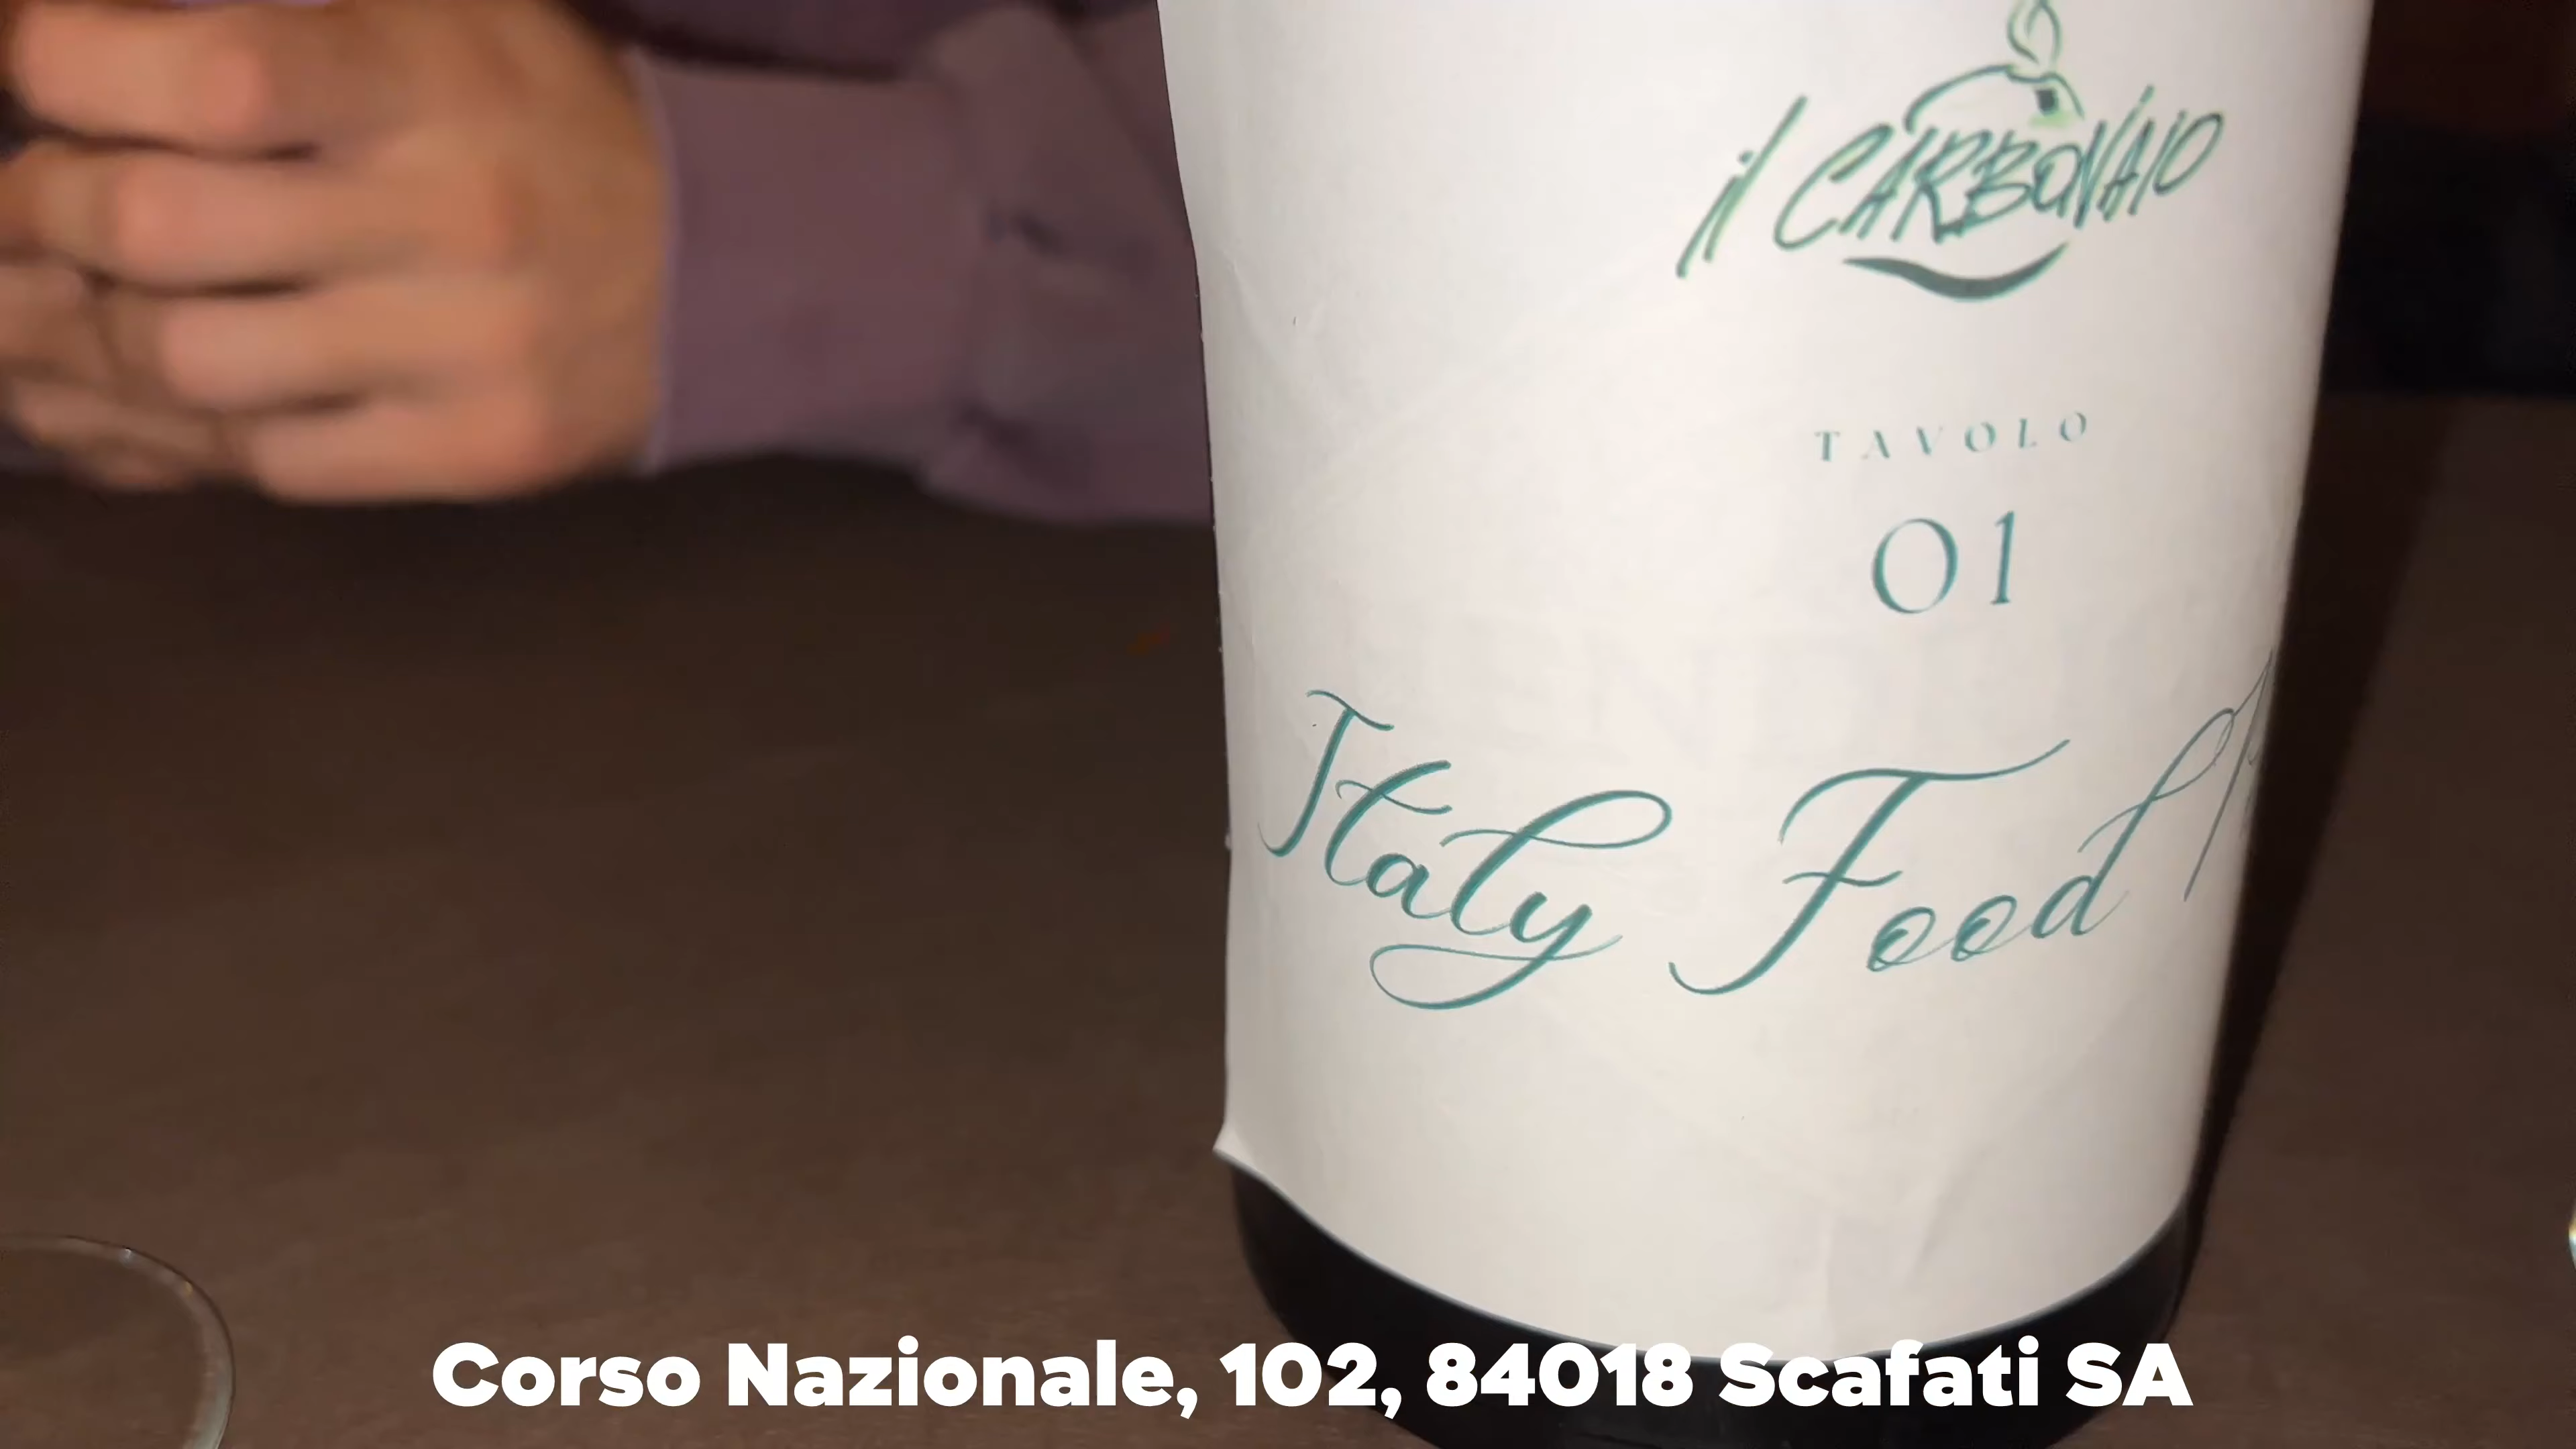 il CARBONAIO
TAVOLO
01
Italy Food
Corso Nazionale, 102, 84018 Scafati SA